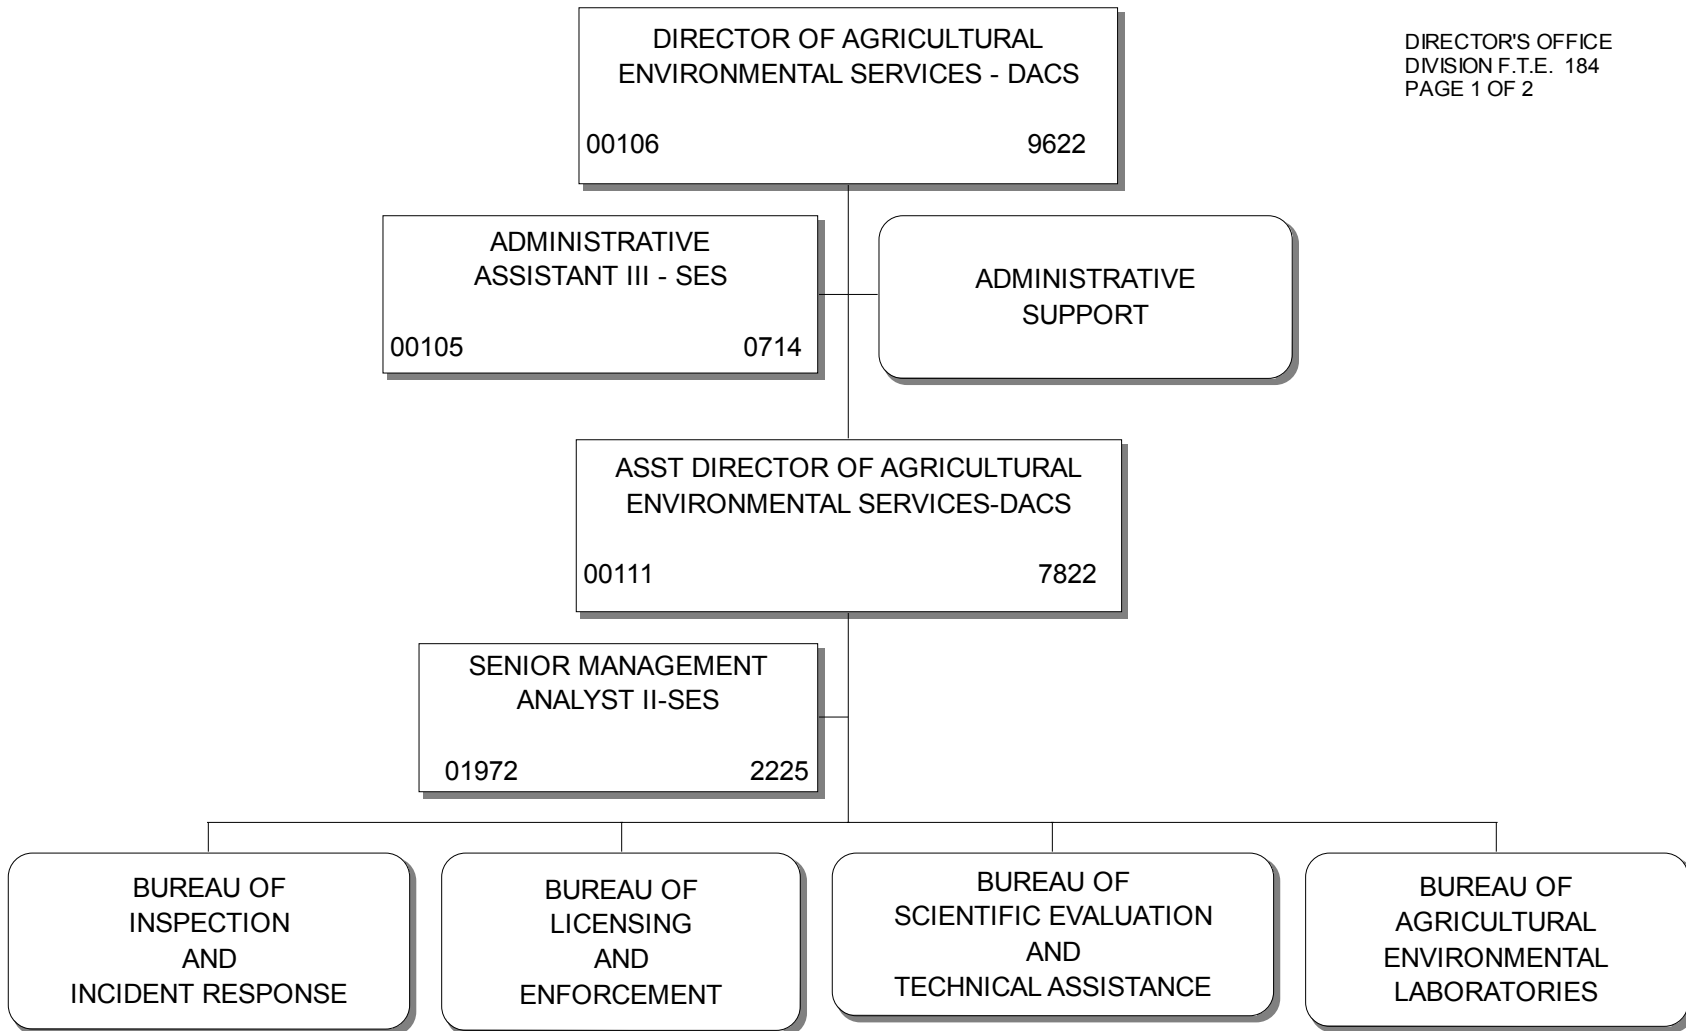 DIRECTOR OF AGRICULTURAL
ENVIRONMENTAL SERVICES - DACS
00106 9622
DIRECTOR'S OFFICE
DIVISION F.T.E. 184
PAGE 1 OF 2
ADMINISTRATIVE
ASSISTANT III - SES
00105 0714
ADMINISTRATIVE
SUPPORT
ASST DIRECTOR OF AGRICULTURAL
ENVIRONMENTAL SERVICES-DACS
00111 7822
SENIOR MANAGEMENT
ANALYST II-SES
01972 2225
BUREAU OF
INSPECTION
AND
INCIDENT RESPONSE
BUREAU OF
LICENSING
AND
ENFORCEMENT
BUREAU OF
SCIENTIFIC EVALUATION
AND
TECHNICAL ASSISTANCE
BUREAU OF
AGRICULTURAL
ENVIRONMENTAL
LABORATORIES